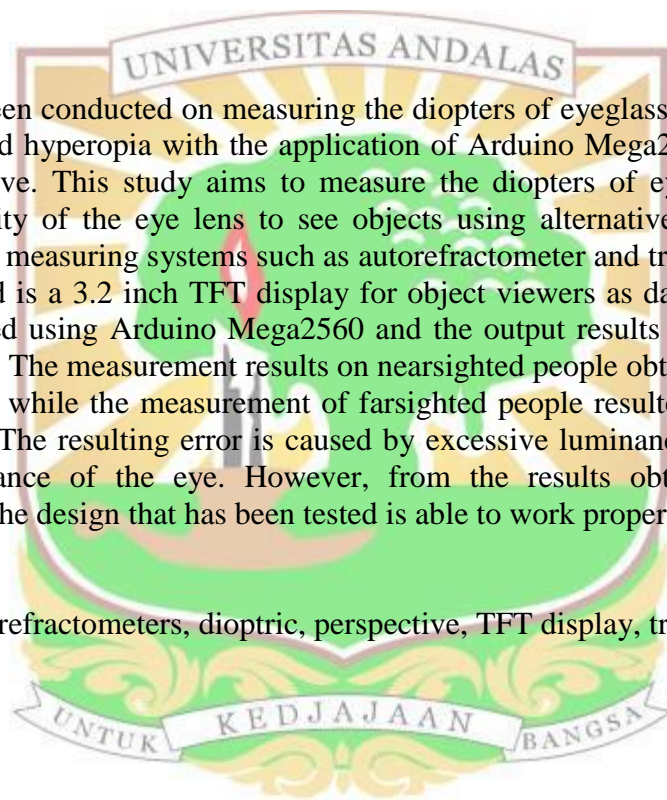 UNIVERSITAS ANDALAS
een conducted on measuring the diopters of eyeglass
d hyperopia with the application of Arduino Mega2
ve. This study aims to measure the diopters of ey
ity of the eye lens to see objects using alternative
measuring systems such as autorefractometer and tr
d is a 3.2 inch TFT display for object viewers as da
ed using Arduino Mega2560 and the output results
. The measurement results on nearsighted people obt
while the measurement of farsighted people resulte
The resulting error is caused by excessive luminanc
ance of the eye. However, from the results obt
he design that has been tested is able to work proper
refractometers, dioptric, perspective, TFT display, tr
UNTUK KEDJAJAAN BANGSA